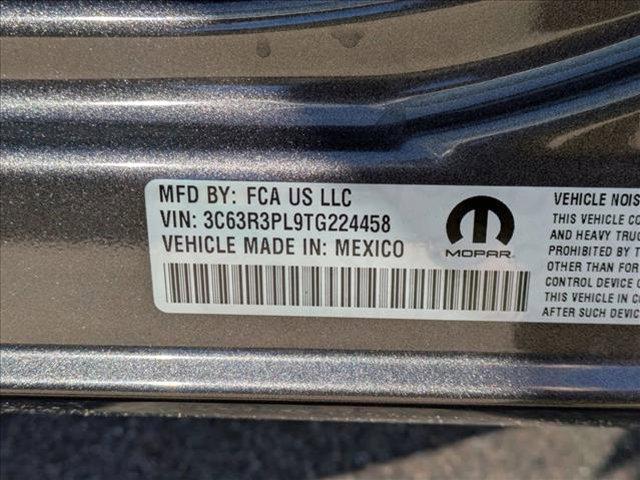 MFD BY: FCA US LLC
VIN: 3C63R3PL9TG224458
VEHICLE MADE IN: MEXICO
MOPAR
VEHICLE NOIS
THIS VEHICLE CO
AND HEAVY TRUC
PROHIBITED BY T
OTHER THAN FOR
CONTROL DEVICE O
THIS VEHICLE IN C
AFTER SUCH DEVIC